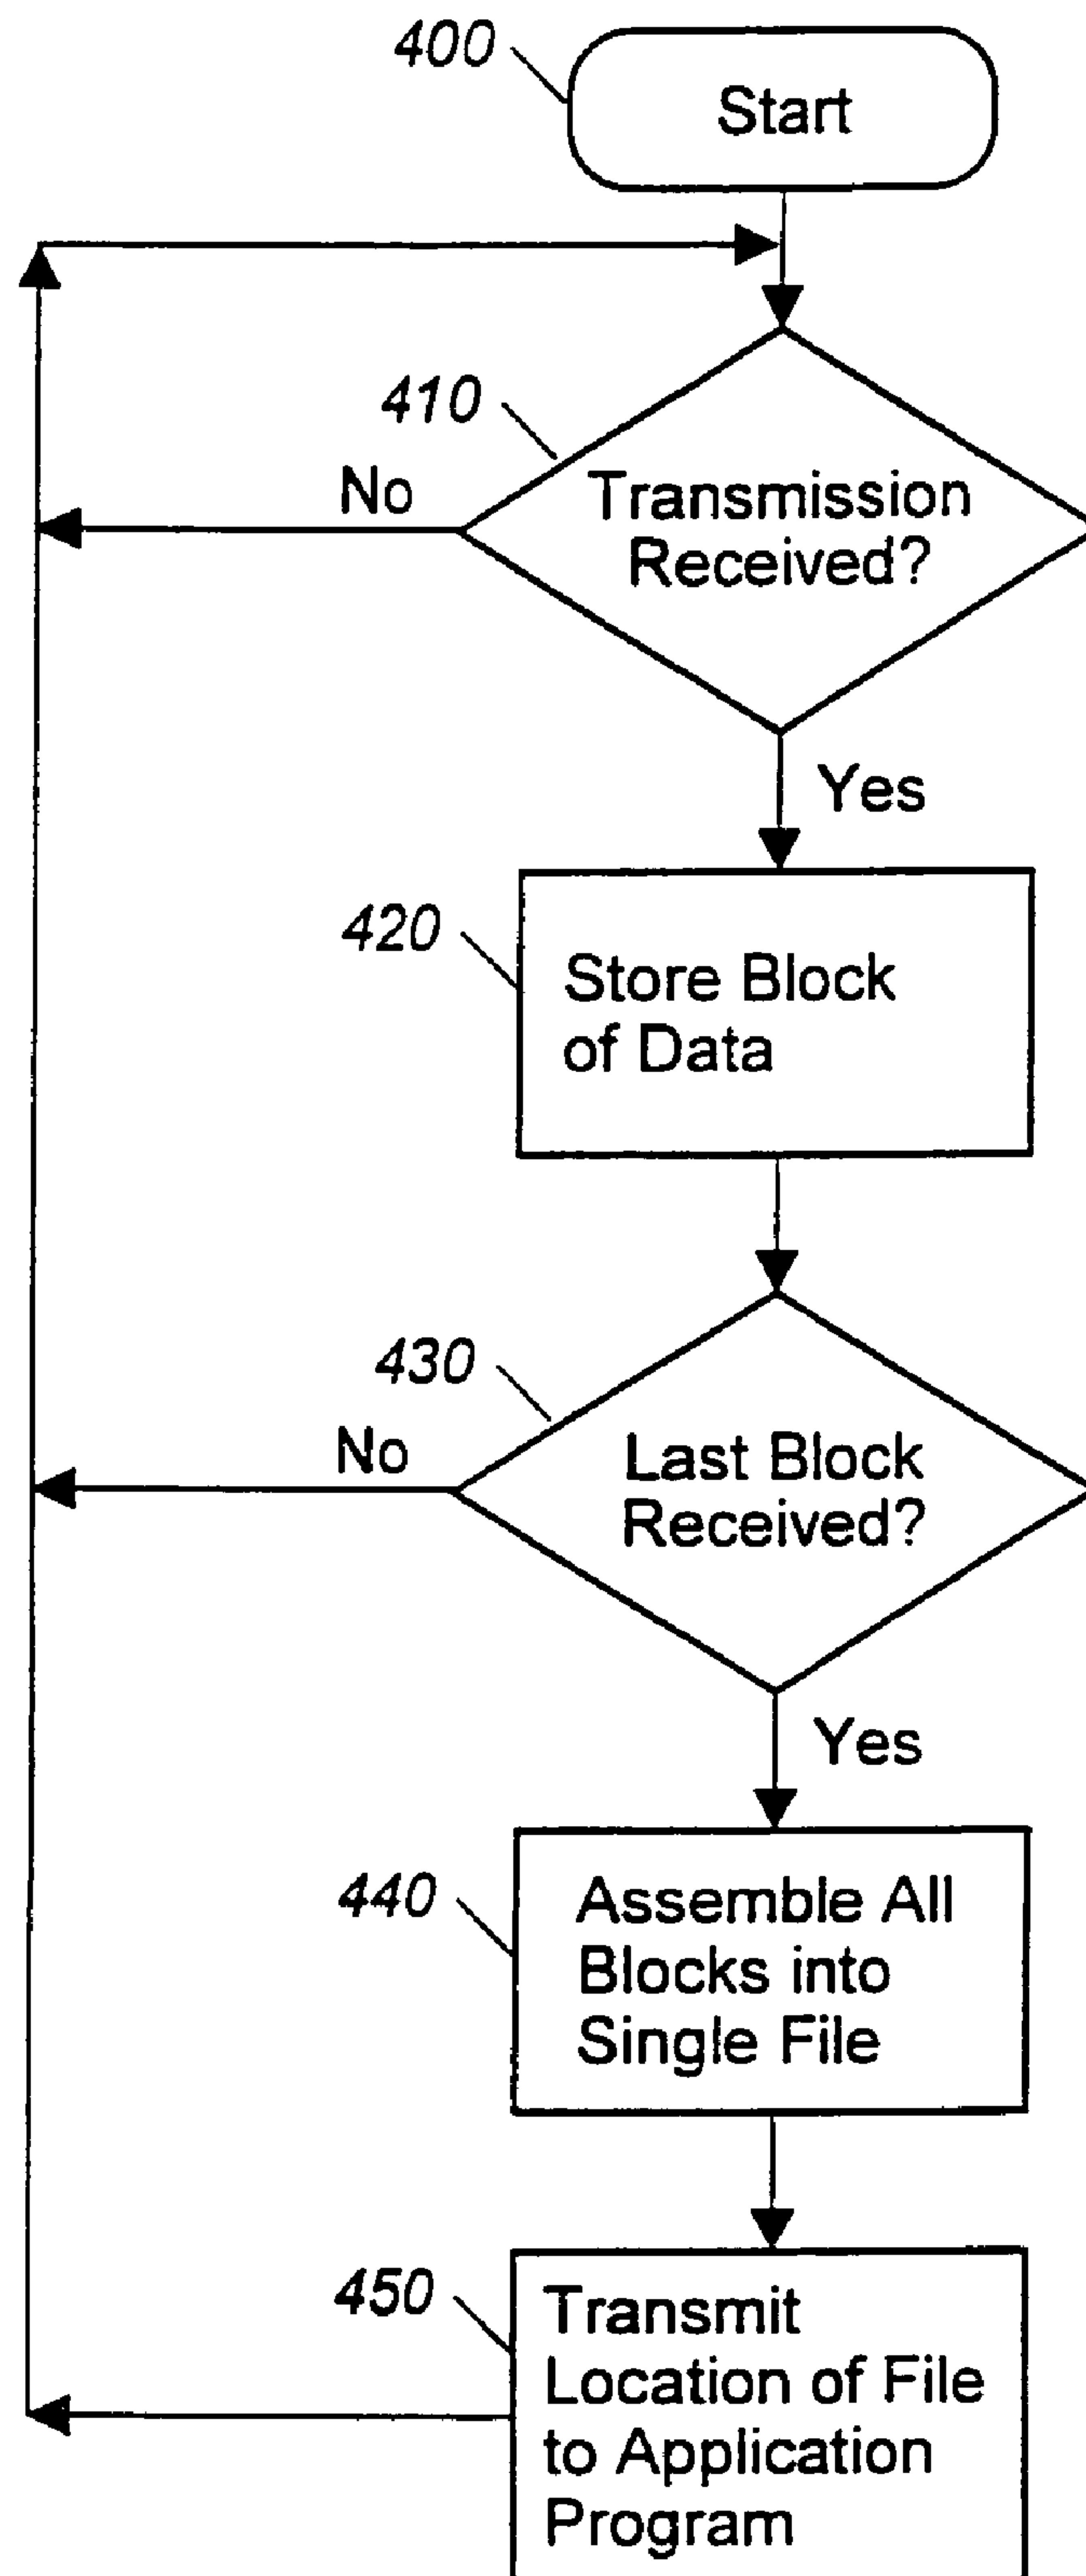 400
Start
410
No
Transmission
Received?
Yes
420
Store Block
of Data
430
No
Last Block
Received?
Yes
440
Assemble All
Blocks into
Single File
450
Transmit
Location of File
to Application
Program